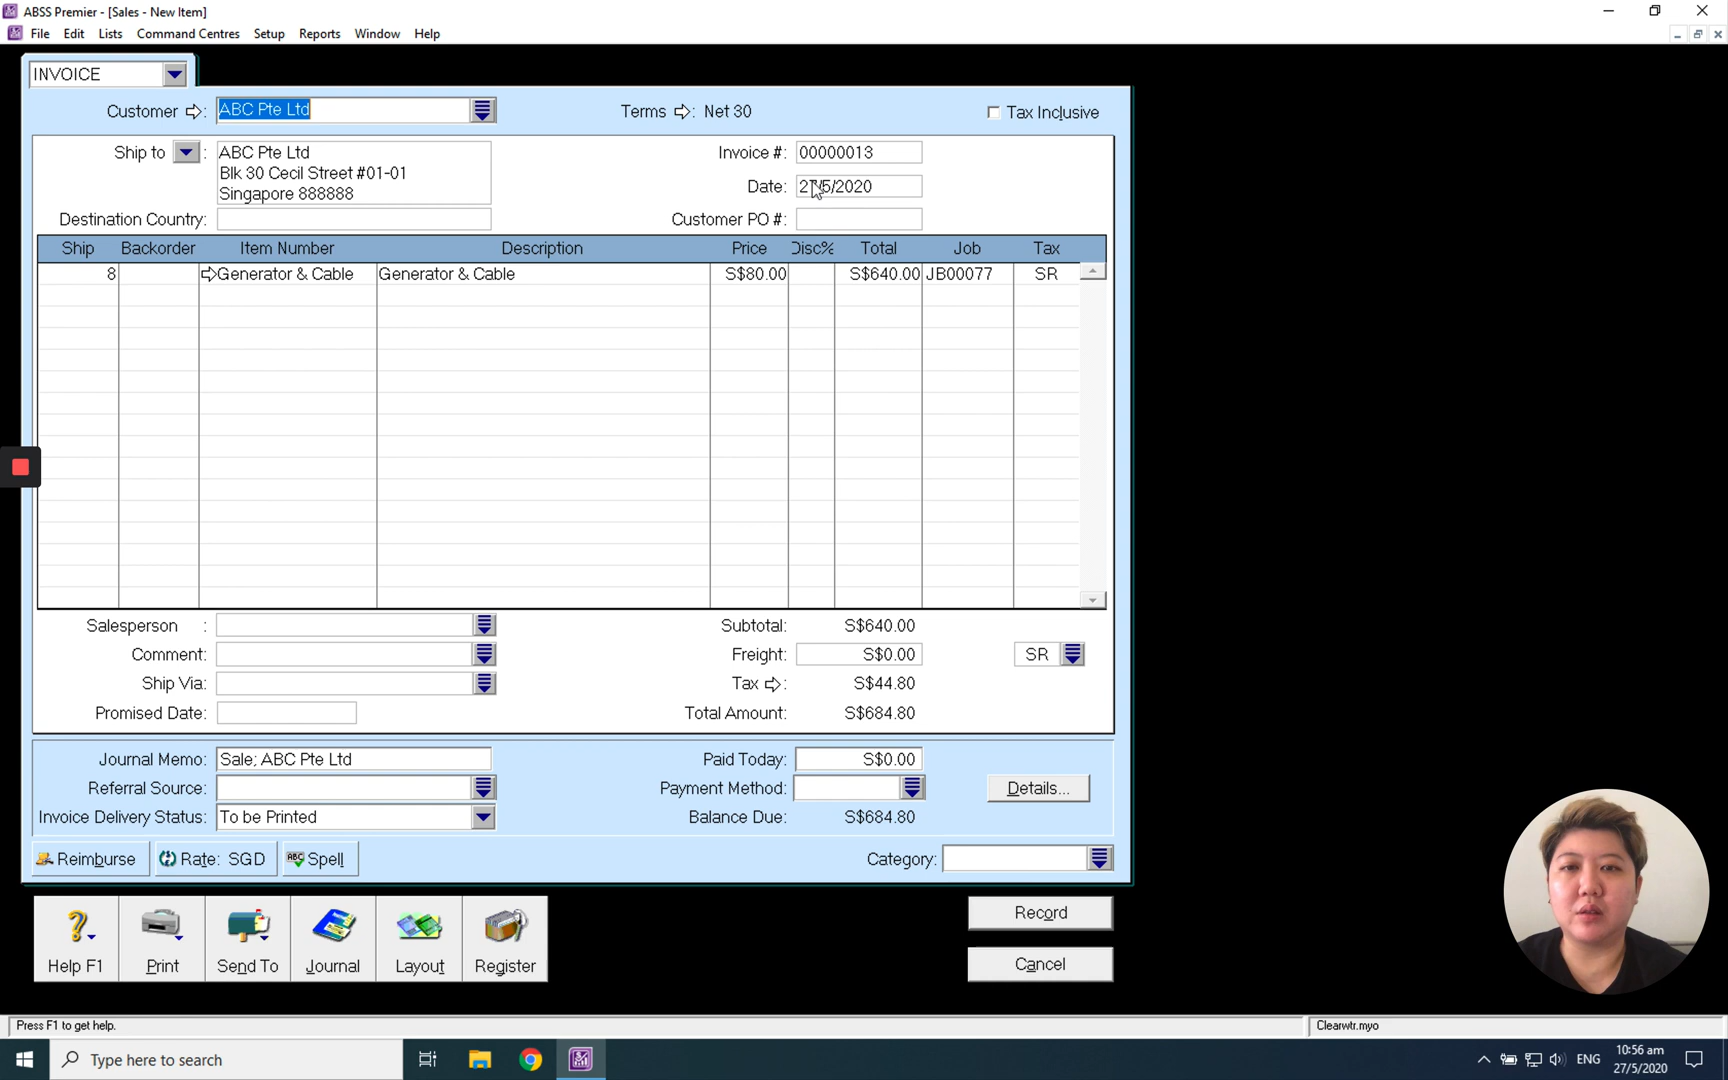 ABSS Premier - [Sales - New Item]
File Edit Lists Command Centres Setup Reports Window Help
INVOICE
Customer : ABC Pte Ltd Terms : Net 30 Tax Inclusive
Ship to : ABC Pte Ltd Invoice #: 00000013
Blk 30 Cecil Street #01-01
Singapore 888888 Date: 27/5/2020
Destination Country: Customer PO #:
Ship Backorder Item Number Description Price Disc% Total Job Tax
8 Generator & Cable Generator & Cable S$80.00 S$640.00 JB00077 SR
Salesperson : Subtotal: S$640.00
Comment: Freight: S$0.00 SR
Ship Via: Tax : S$44.80
Promised Date: Total Amount: S$684.80
Journal Memo: Sale; ABC Pte Ltd Paid Today: S$0.00
Referral Source: Payment Method: Details...
Invoice Delivery Status: To be Printed Balance Due: S$684.80
Reimburse Rate: SGD ABC Spell Category:
Help F1 Print Send To Journal Layout Register
Record
Cancel
Press F1 to get help. Clearwtr.myo
Type here to search ENG 10:56 am
27/5/2020